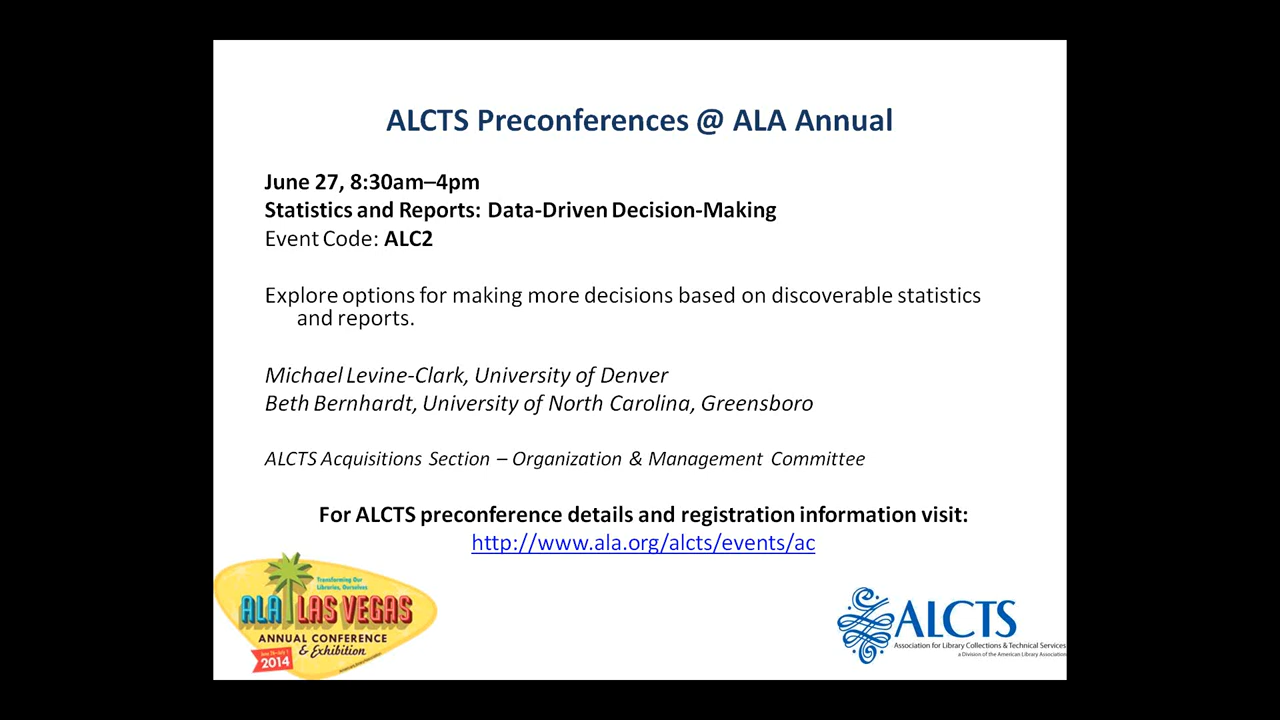 ALCTS Preconferences @ ALA Annual
June 27, 8:30am–4pm
Statistics and Reports: Data-Driven Decision-Making
Event Code: ALC2
Explore options for making more decisions based on discoverable statistics
and reports.
Michael Levine-Clark, University of Denver
Beth Bernhardt, University of North Carolina, Greensboro
ALCTS Acquisitions Section – Organization & Management Committee
For ALCTS preconference details and registration information visit:
http://www.ala.org/alcts/events/ac
Transforming Our
Libraries, Ourselves
ALA LAS VEGAS
ANNUAL CONFERENCE
& Exhibition
2014
ALCTS
Association for Library Collections & Technical Services
a Division of the American Library Association